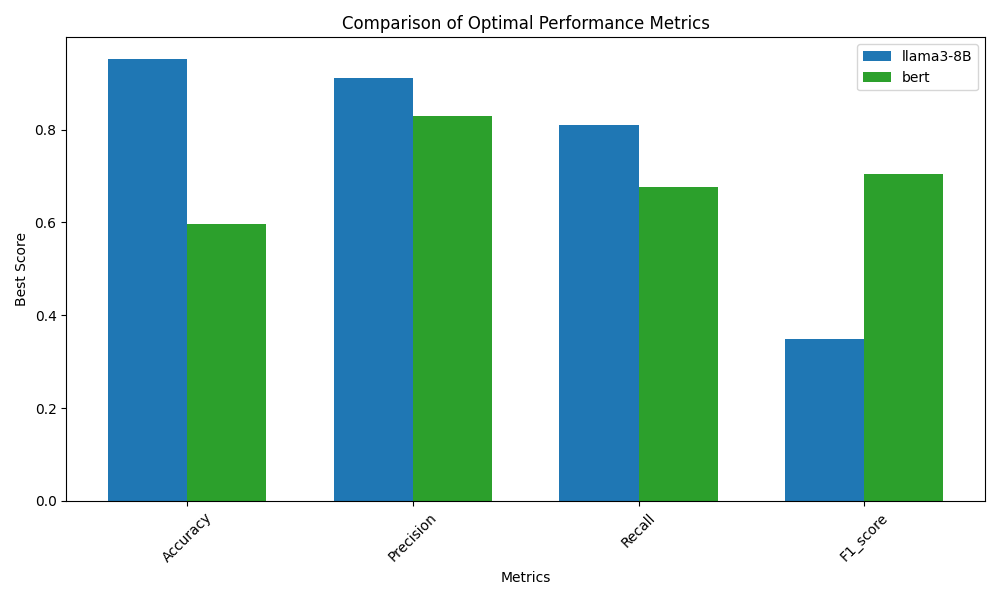 Comparison of Optimal Performance Metrics
llama3-8B
bert
Best Score
0.8
0.6
0.4
0.2
0.0
Accuracy
Precision
Recall
F1_score
Metrics